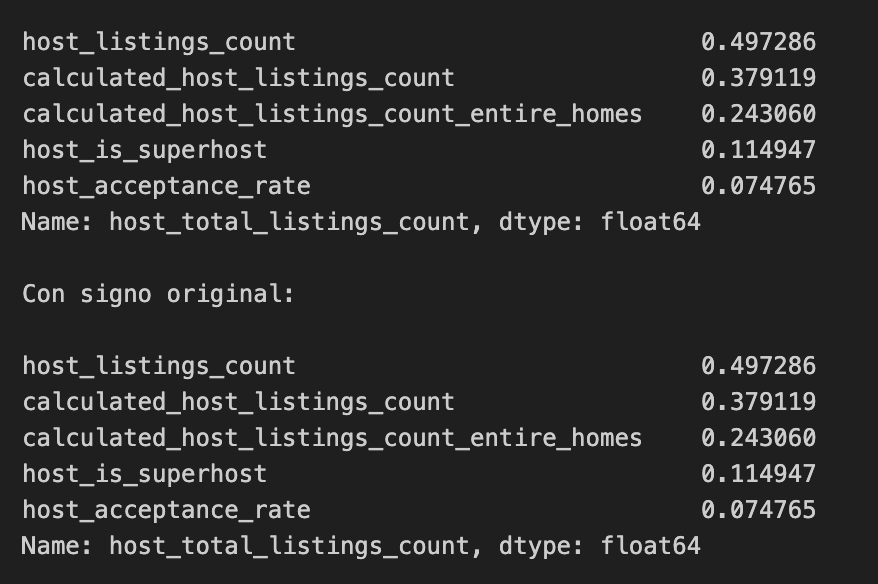 host_listings_count 0.497286
calculated_host_listings_count 0.379119
calculated_host_listings_count_entire_homes 0.243060
host_is_superhost 0.114947
host_acceptance_rate 0.074765
Name: host_total_listings_count, dtype: float64
Con signo original:
host_listings_count 0.497286
calculated_host_listings_count 0.379119
calculated_host_listings_count_entire_homes 0.243060
host_is_superhost 0.114947
host_acceptance_rate 0.074765
Name: host_total_listings_count, dtype: float64